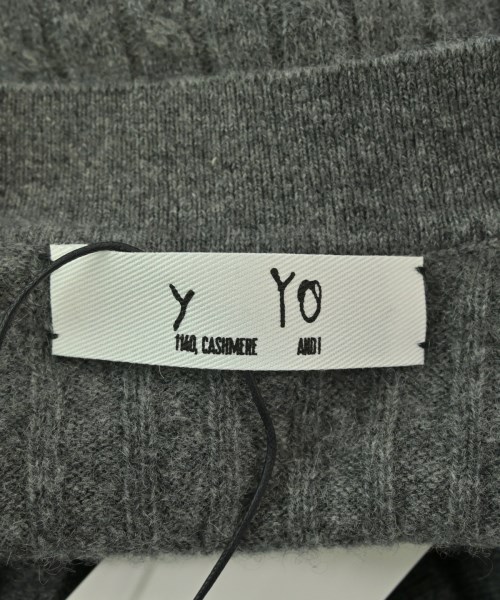 y YO
1140, CASHMERE AND I